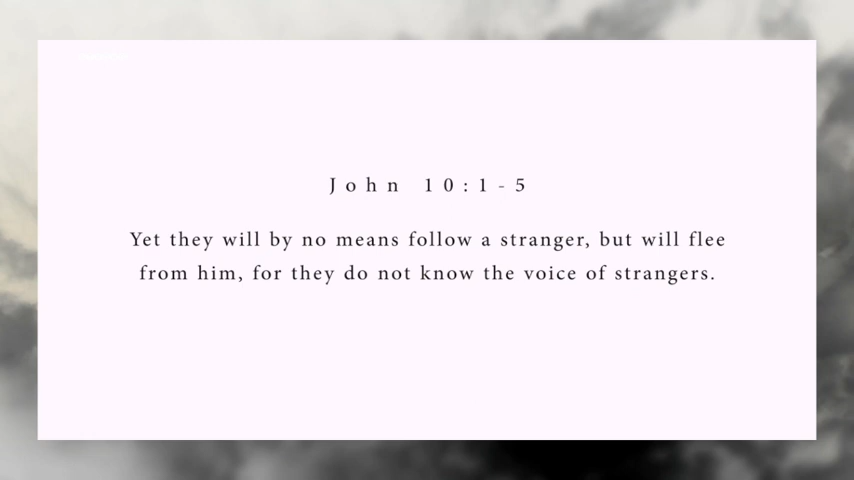 John 10:1-5
Yet they will by no means follow a stranger, but will flee
from him, for they do not know the voice of strangers.